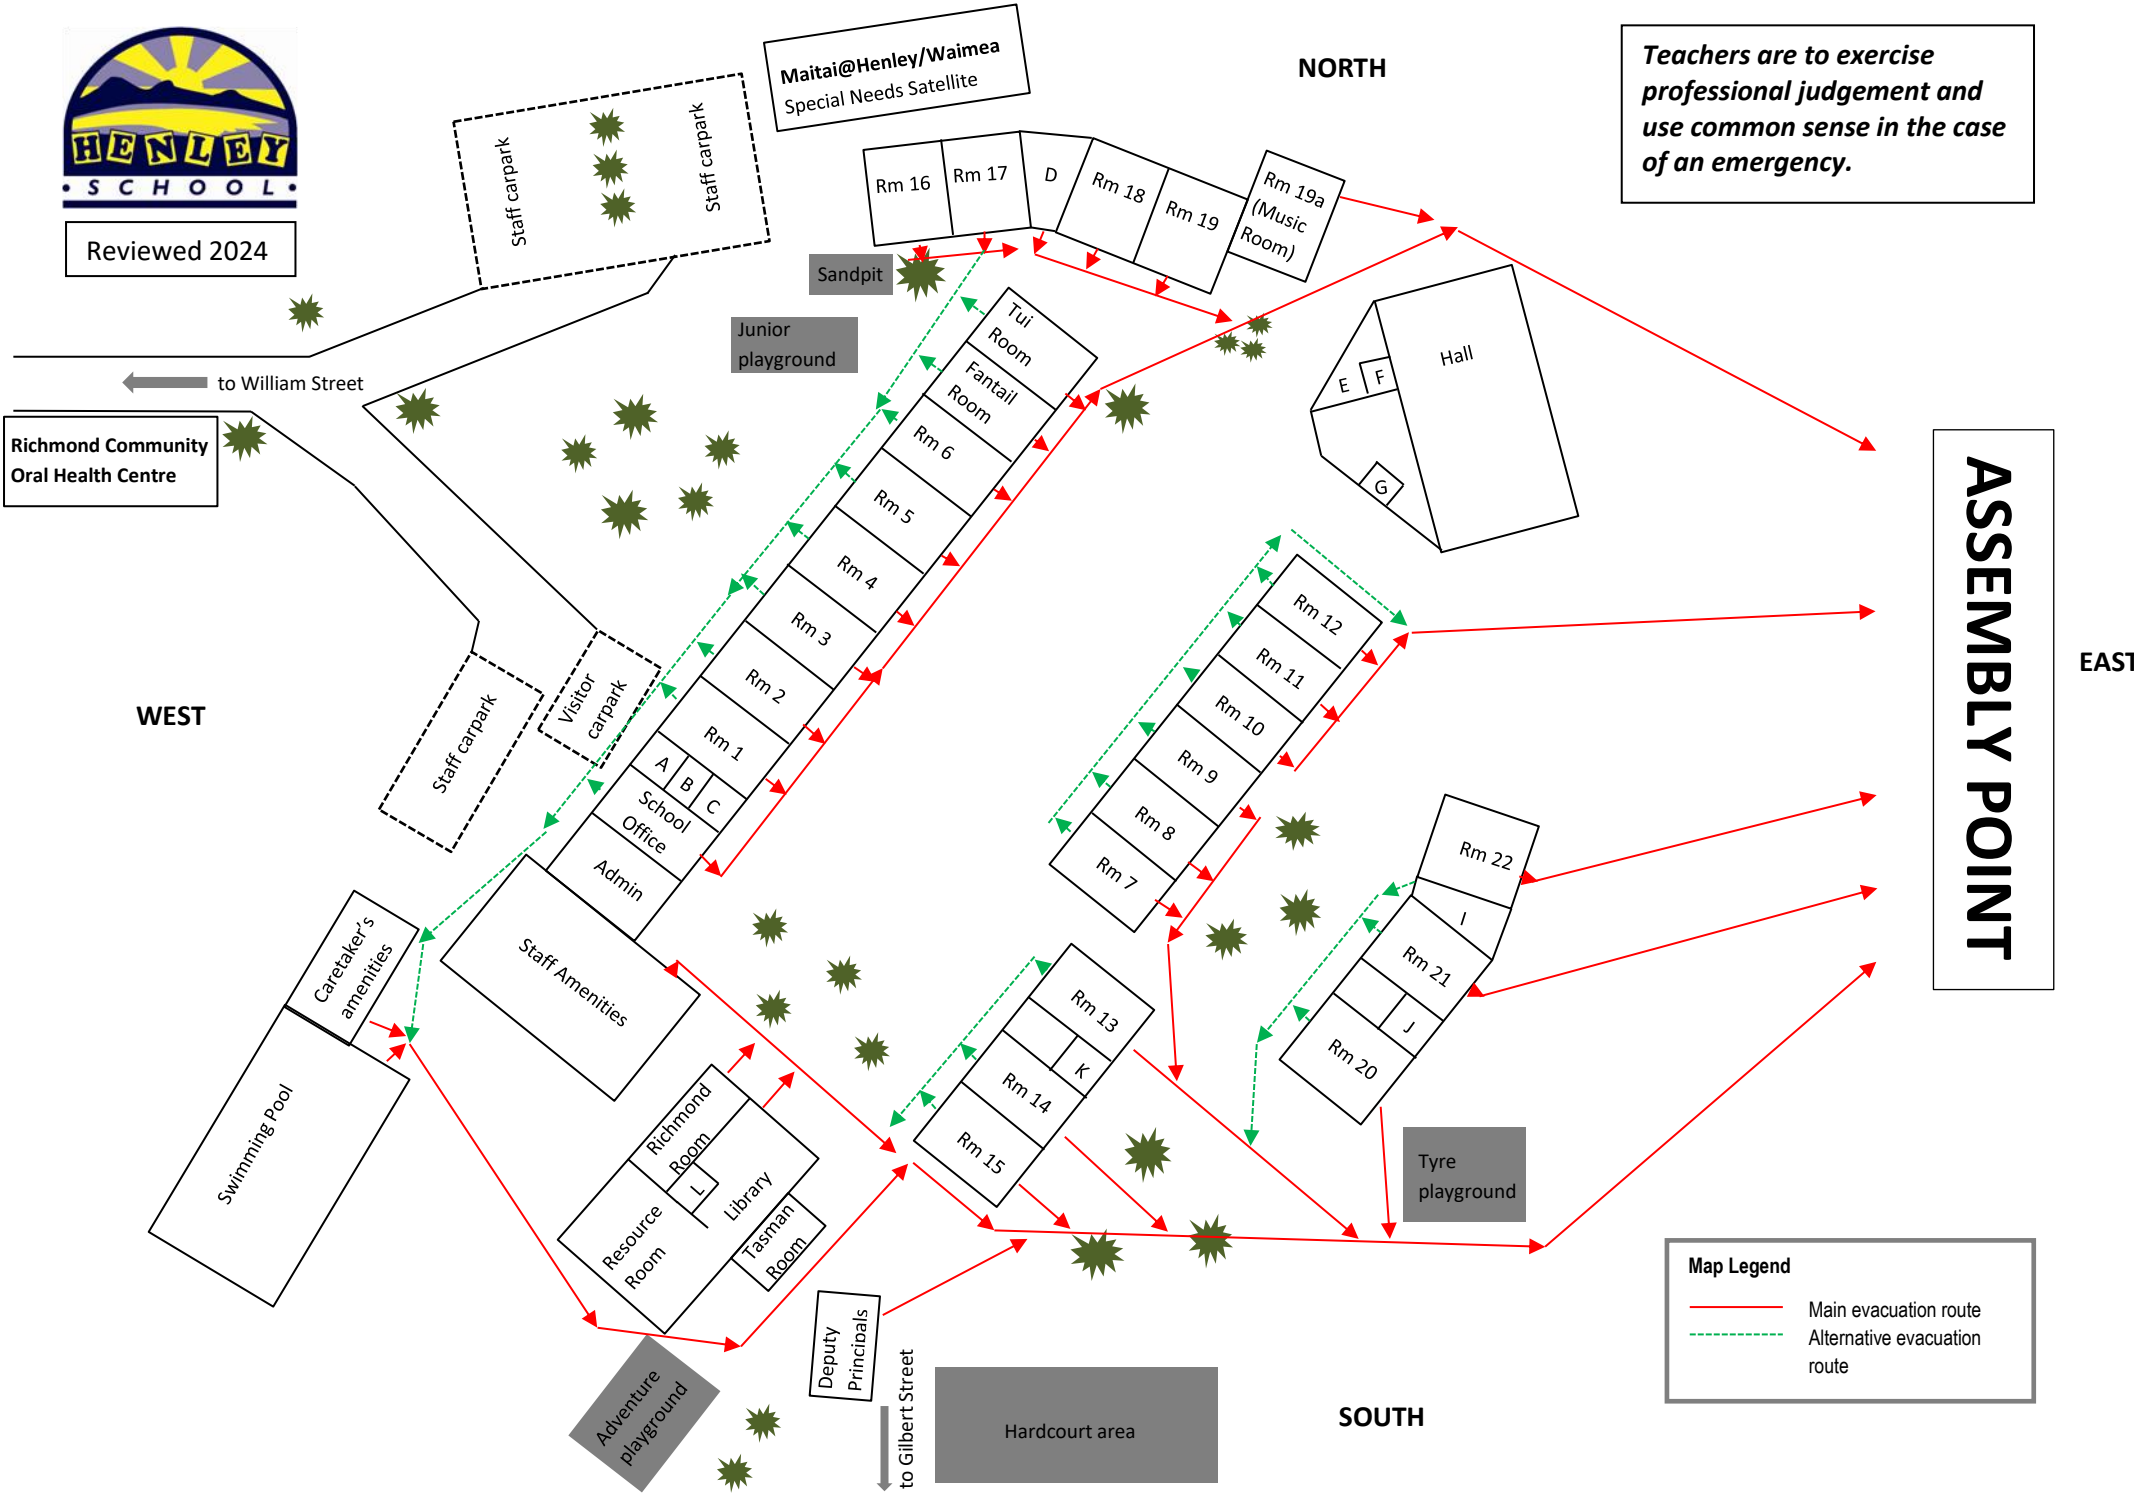 HENLEY
SCHOOL
Reviewed 2024
Maitai@Henley/Waimea
Special Needs Satellite
NORTH
Teachers are to exercise
professional judgement and
use common sense in the case
of an emergency.
Staff carpark
Staff carpark
Rm 16
Rm 17
D
Rm 18
Rm 19
Rm 19a
(Music
Room)
Sandpit
Junior
playground
to William Street
Richmond Community
Oral Health Centre
Tui
Room
Fantail
Room
Rm 6
Rm 5
Rm 4
Rm 3
Rm 2
Rm 1
A
B
C
School
Office
Admin
Hall
E
F
G
WEST
Staff carpark
Visitor
carpark
Rm 12
Rm 11
Rm 10
Rm 9
Rm 8
Rm 7
ASSEMBLY POINT
EAST
Rm 22
I
Rm 21
J
Rm 20
Caretaker's
amenities
Staff Amenities
Swimming Pool
Rm 13
K
Rm 14
Rm 15
Richmond
Room
L
Library
Resource
Room
Tasman
Room
Tyre
playground
Deputy
Principals
to Gilbert Street
Adventure
playground
Hardcourt area
SOUTH
Map Legend
Main evacuation route
Alternative evacuation
route